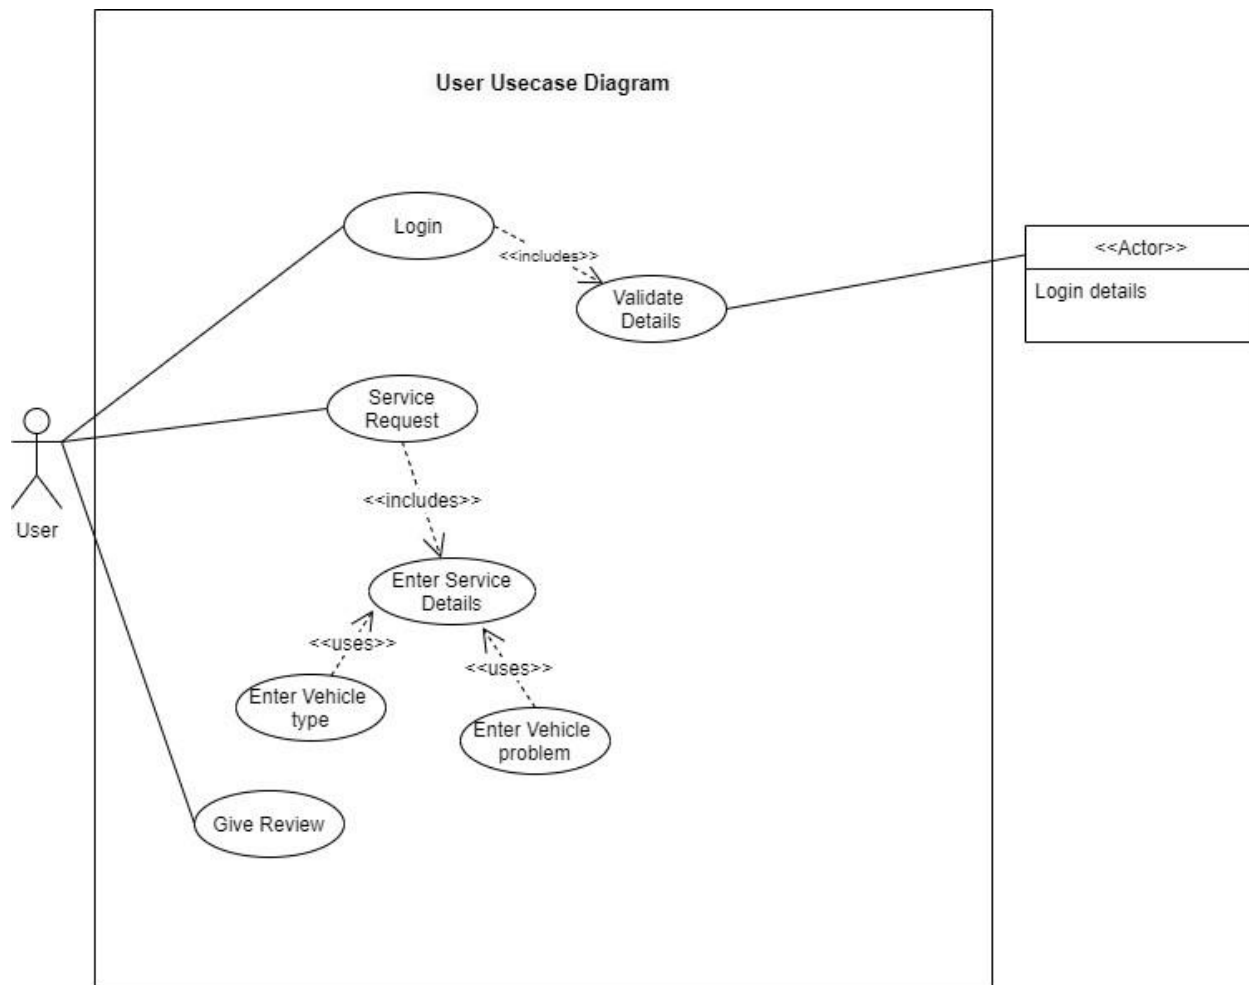 User Usecase Diagram
Login
<<includes>>
Validate
Details
<<Actor>>
Login details
Service
Request
<<includes>>
User
Enter Service
Details
<<uses>>
<<uses>>
Enter Vehicle
type
Enter Vehicle
problem
Give Review